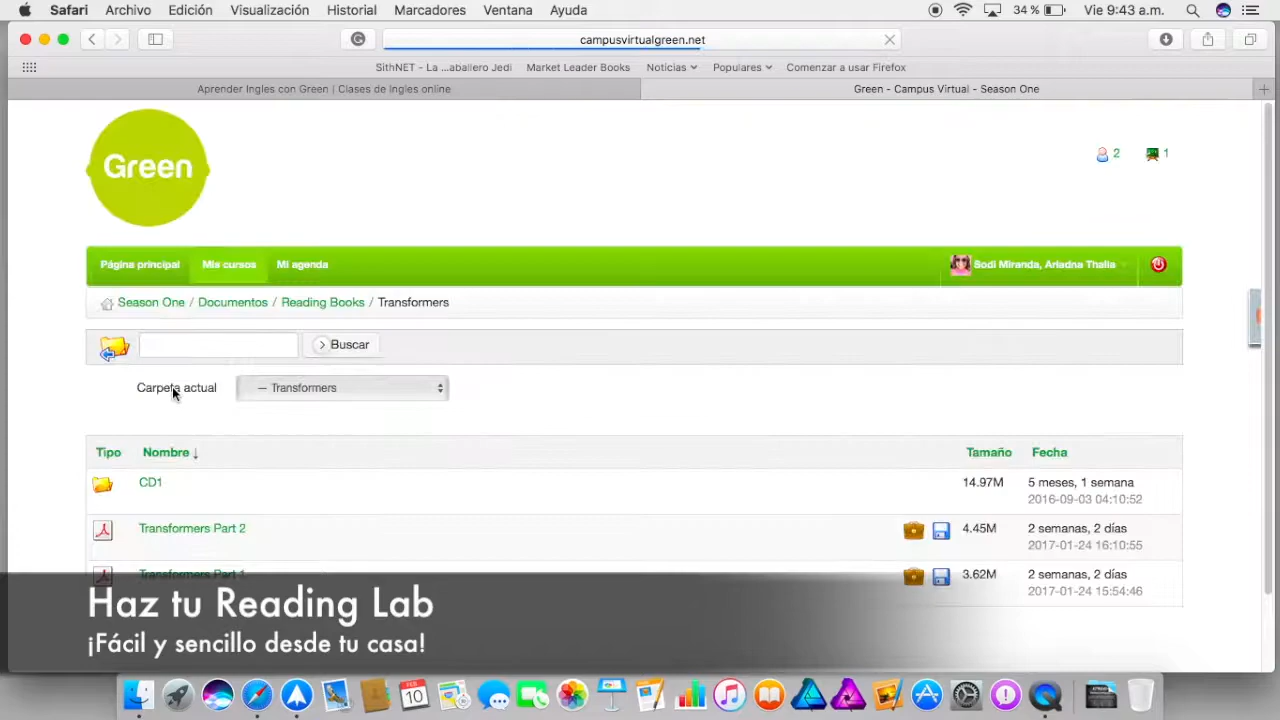 Safari Archivo Edición Visualización Historial Marcadores Ventana Ayuda 34 % Vie 9:43 a.m.
campusvirtualgreen.net
SithNET - La ...aballero Jedi Market Leader Books Noticias Populares Comenzar a usar Firefox
Aprender Ingles con Green | Clases de Ingles online Green - Campus Virtual - Season One
Green
2 1
Página principal Mis cursos Mi agenda Sodi Miranda, Ariadna Thalia
Season One / Documentos / Reading Books / Transformers
Buscar
Carpeta actual — Transformers
Tipo Nombre ↓ Tamaño Fecha
CD1 14.97M 5 meses, 1 semana
2016-09-03 04:10:52
Transformers Part 2 4.45M 2 semanas, 2 días
2017-01-24 16:10:55
Transformers Part 1 3.62M 2 semanas, 2 días
2017-01-24 15:54:46
Haz tu Reading Lab
¡Fácil y sencillo desde tu casa!
FEB
10